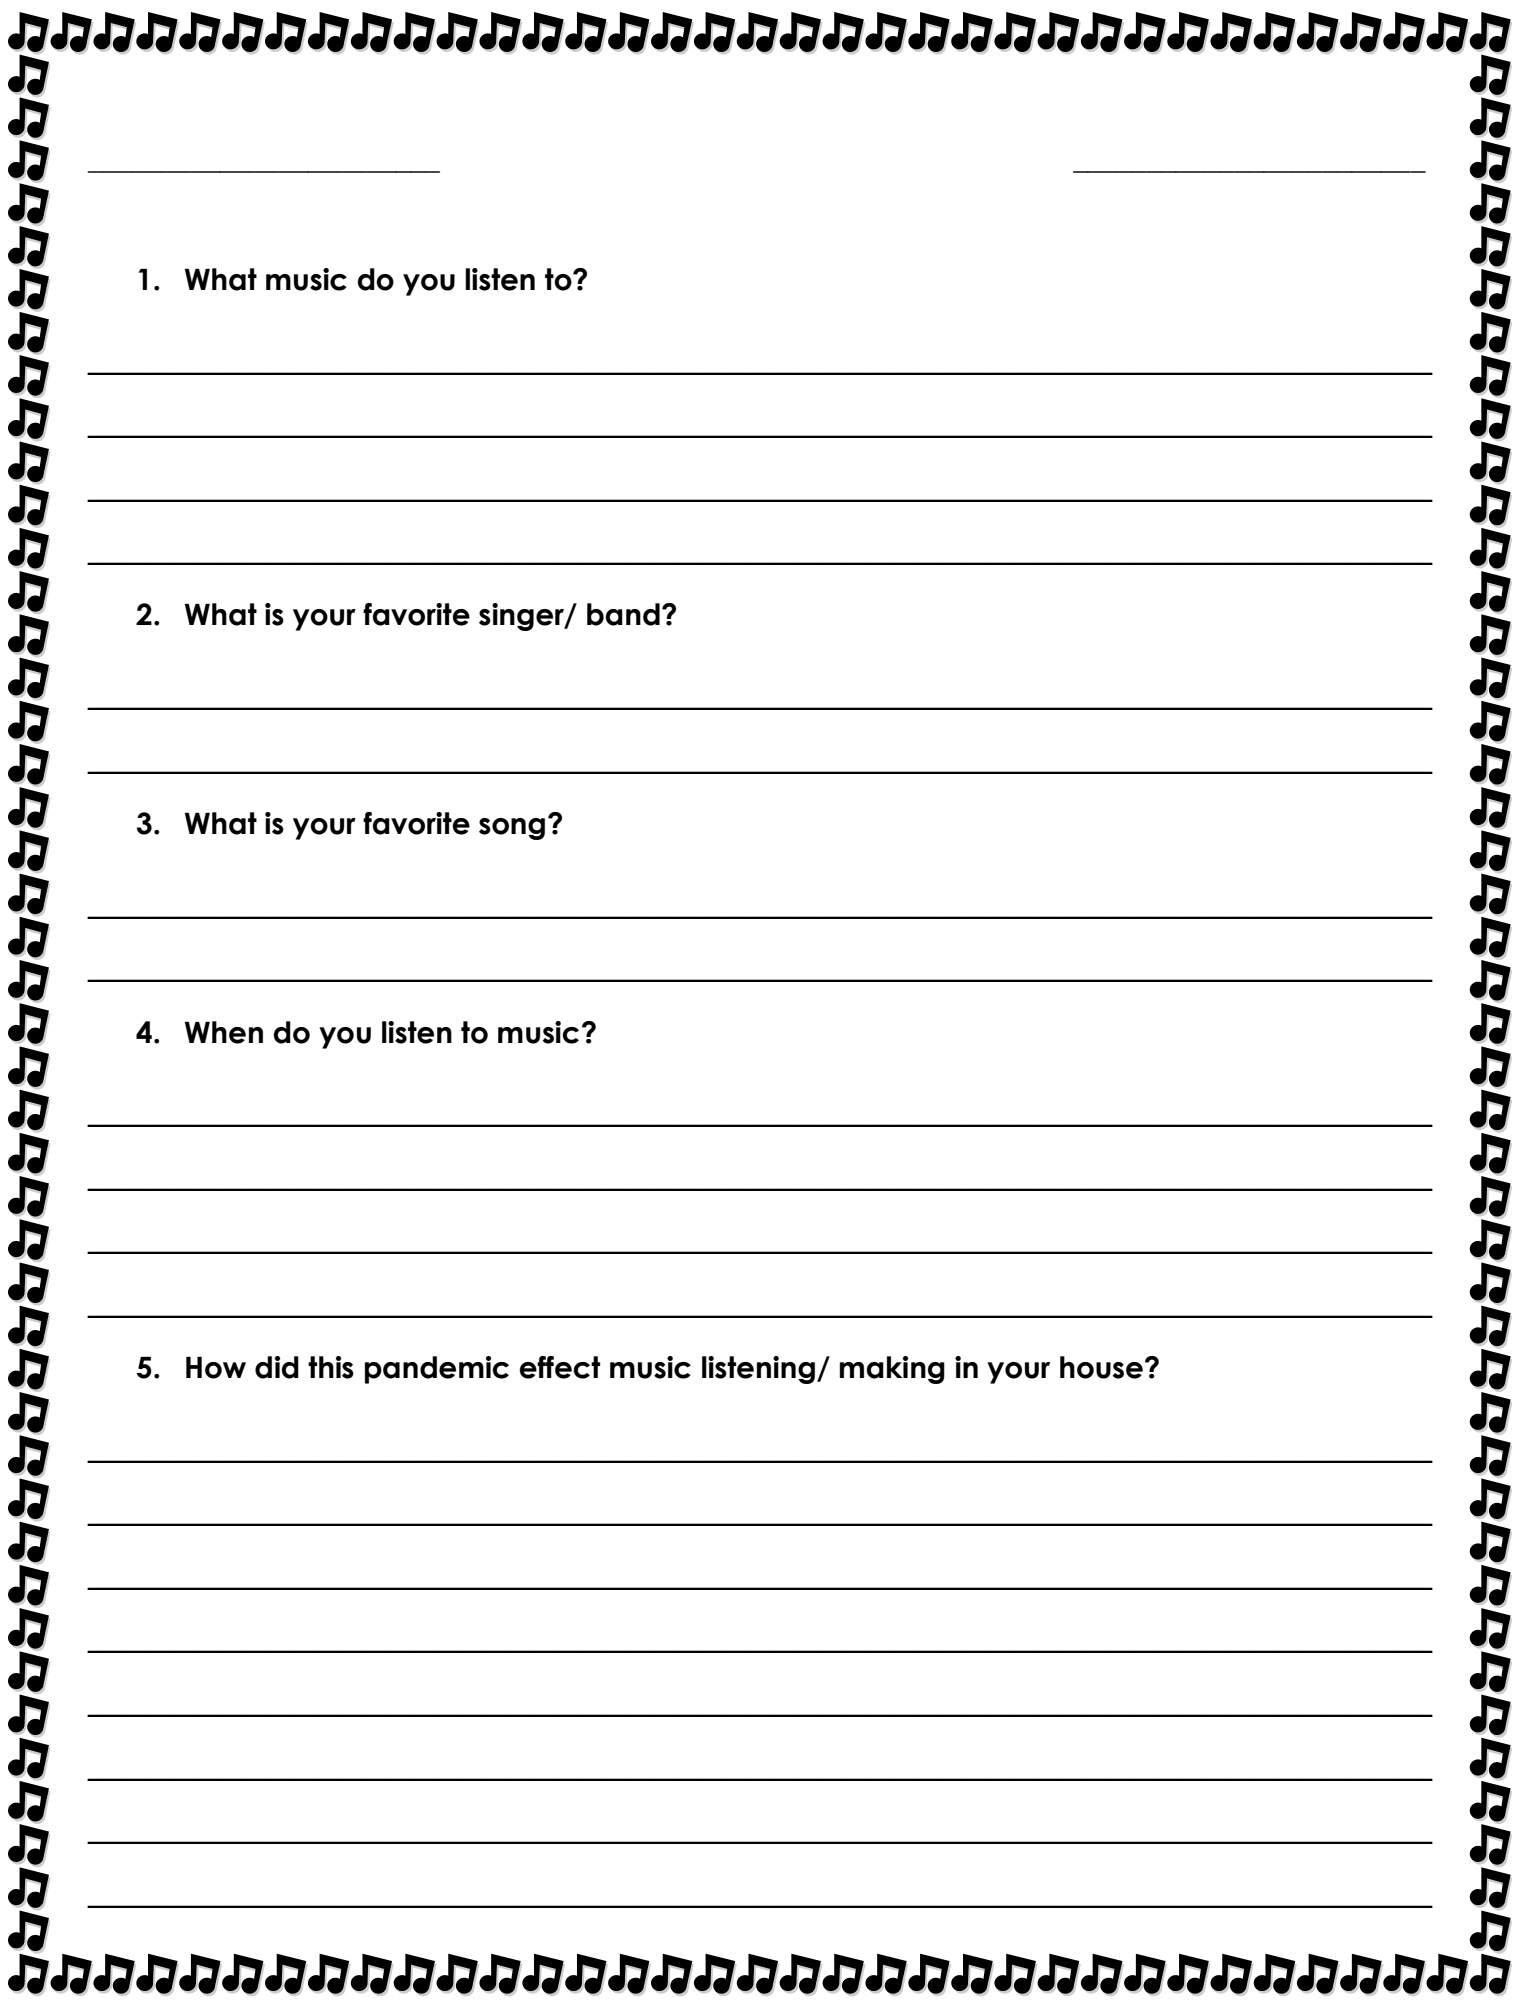 1. What music do you listen to?
2. What is your favorite singer/ band?
3. What is your favorite song?
4. When do you listen to music?
5. How did this pandemic effect music listening/ making in your house?